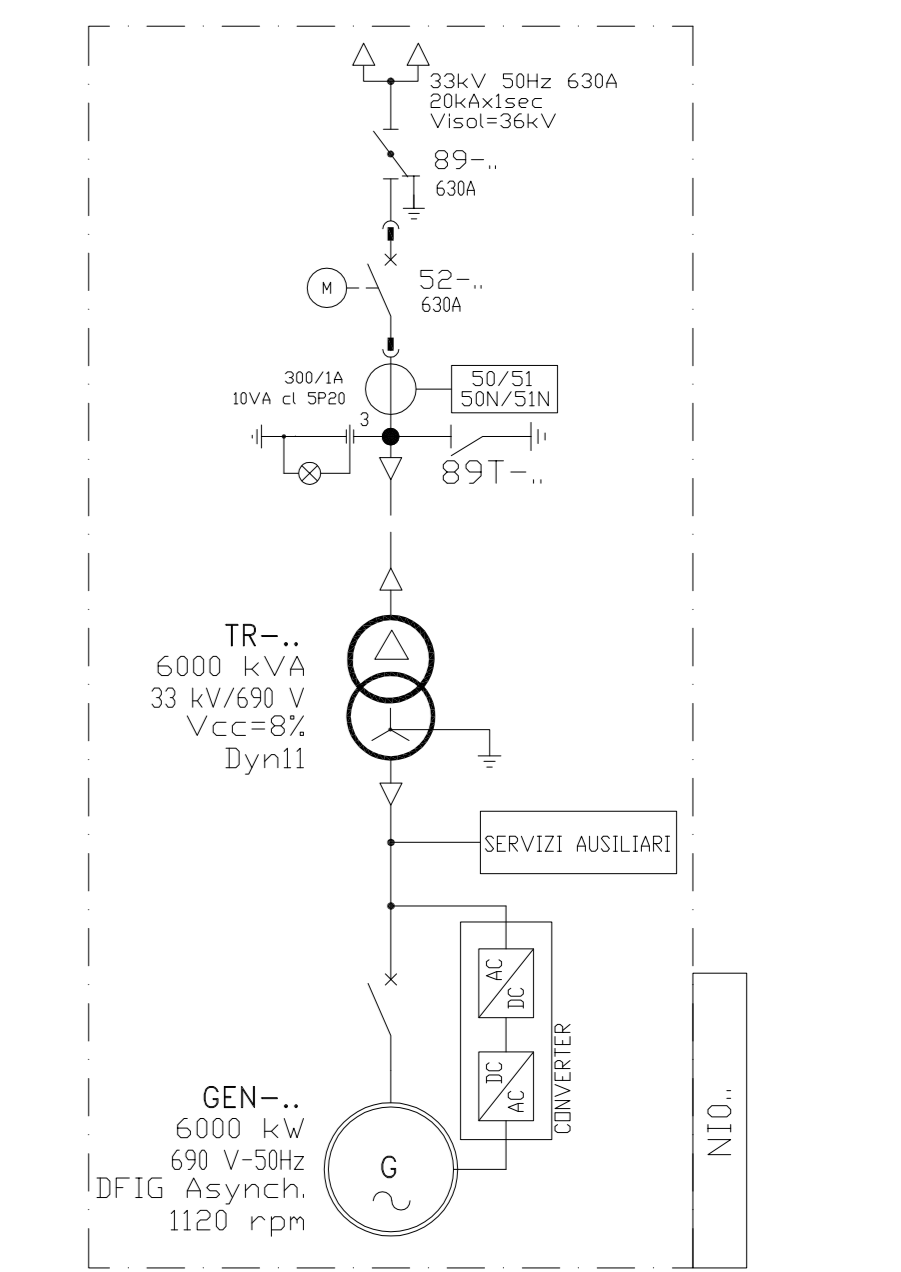 33kV 50Hz 630A
20kAx1sec
Visol=36kV
89-..
630A
M
52-..
630A
300/1A
10VA cl 5P20
50/51
50N/51N
3
89T-..
TR-..
6000 kVA
33 kV/690 V
Vcc=8%
Dyn11
SERVIZI AUSILIARI
AC
DC
DC
AC
CONVERTER
GEN-..
6000 kW
690 V-50Hz
DFIG Asynch.
1120 rpm
G
NIO..